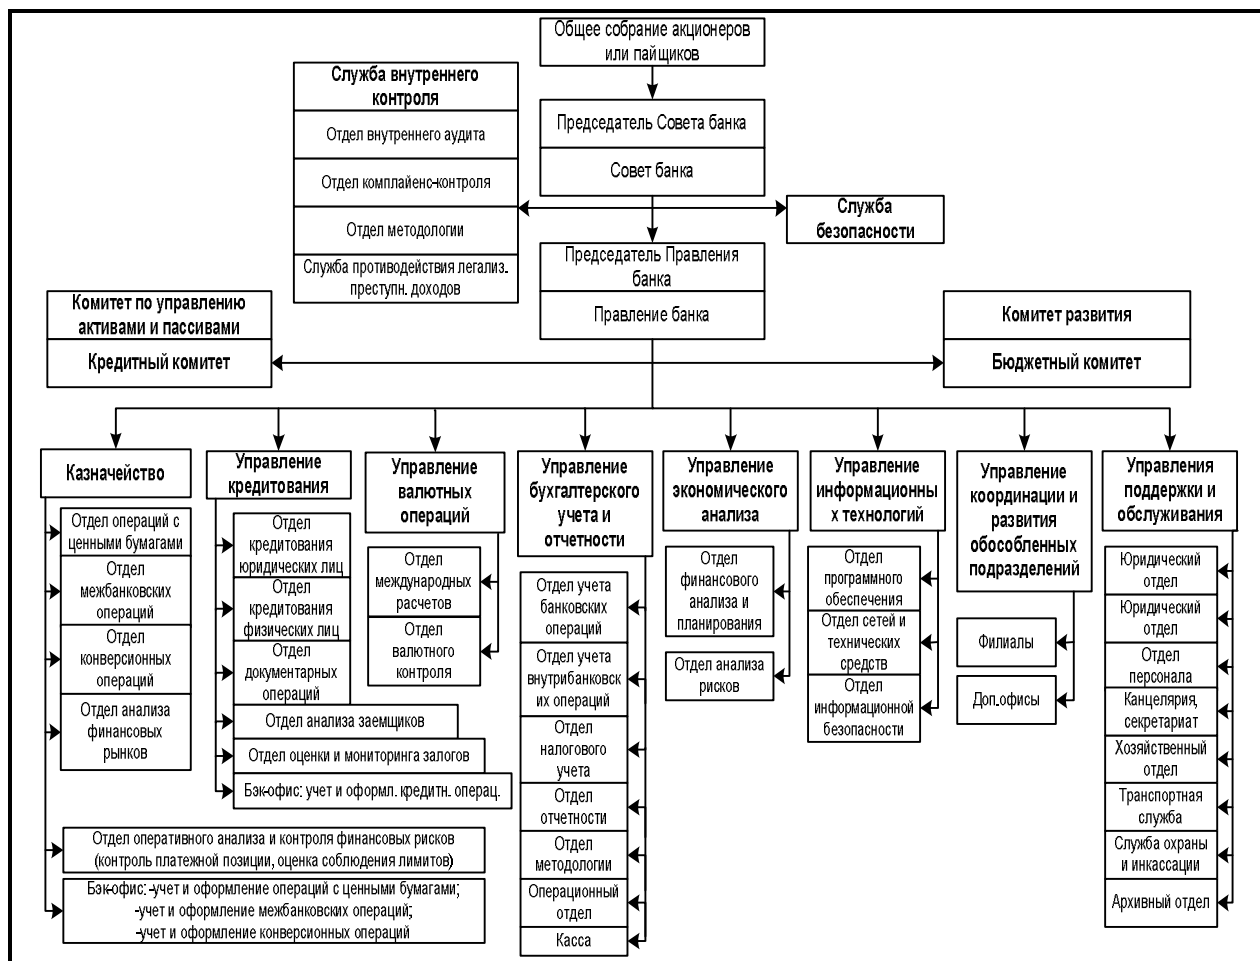 Общее собрание акционеров
или пайщиков
Служба внутреннего
контроля
Отдел внутреннего аудита
Отдел комплайенс-контроля
Отдел методологии
Служба противодействия легализ.
преступн. доходов
Председатель Совета банка
Совет банка
Служба
безопасности
Председатель Правления
банка
Правление банка
Комитет по управлению
активами и пассивами
Кредитный комитет
Комитет развития
Бюджетный комитет
Казначейство
Отдел операций с
ценными бумагами
Отдел
межбанковских
операций
Отдел
конверсионных
операций
Отдел анализа
финансовых
рынков
Отдел оперативного анализа и контроля финансовых рисков
(контроль платежной позиции, оценка соблюдения лимитов)
Бэк-офис: -учет и оформление операций с ценными бумагами;
-учет и оформление межбанковских операций;
-учет и оформление конверсионных операций
Управление
кредитования
Отдел
кредитования
юридических лиц
Отдел
кредитования
физических лиц
Отдел
документарных
операций
Отдел анализа заемщиков
Отдел оценки и мониторинга залогов
Бэк-офис: учет и оформл. кредитн. операц.
Управление
валютных
операций
Отдел
международных
расчетов
Отдел
валютного
контроля
Управление
бухгалтерского
учета и
отчетности
Отдел учета
банковских
операций
Отдел учета
внутрибанковск
их операций
Отдел
налогового
учета
Отдел
отчетности
Отдел
методологии
Операционный
отдел
Касса
Управление
экономического
анализа
Отдел
финансового
анализа и
планирования
Отдел анализа
рисков
Управление
информационны
х технологий
Отдел
программного
обеспечения
Отдел сетей и
технических
средств
Отдел
информационной
безопасности
Управление
координации и
развития
обособленных
подразделений
Филиалы
Доп.офисы
Управления
поддержки и
обслуживания
Юридический
отдел
Юридический
отдел
Отдел
персонала
Канцелярия,
секретариат
Хозяйственный
отдел
Транспортная
служба
Служба охраны
и инкассации
Архивный отдел